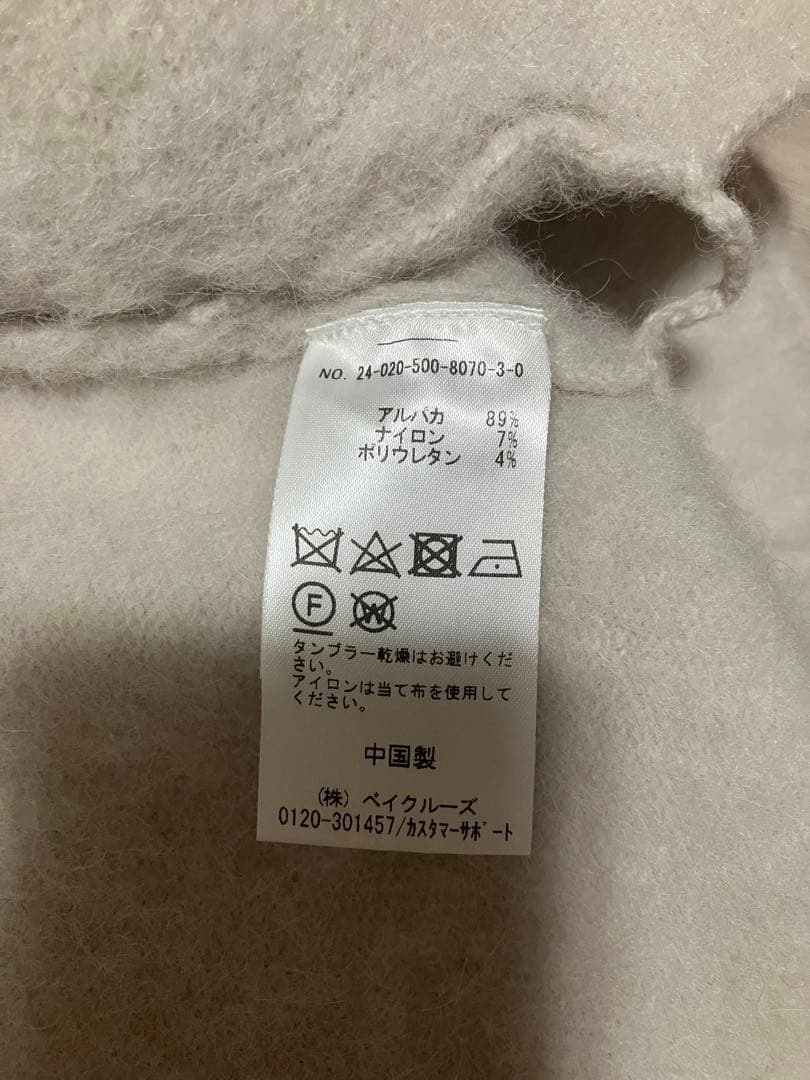 NO. 24-020-500-8070-3-0
アルパカ 89%
ナイロン 7%
ポリウレタン 4%
F
W
タンブラー乾燥はお避けくだ
さい。
アイロンは当て布を使用して
ください。
中国製
(株) ベイクルーズ
0120-301457/カスタマーサポート